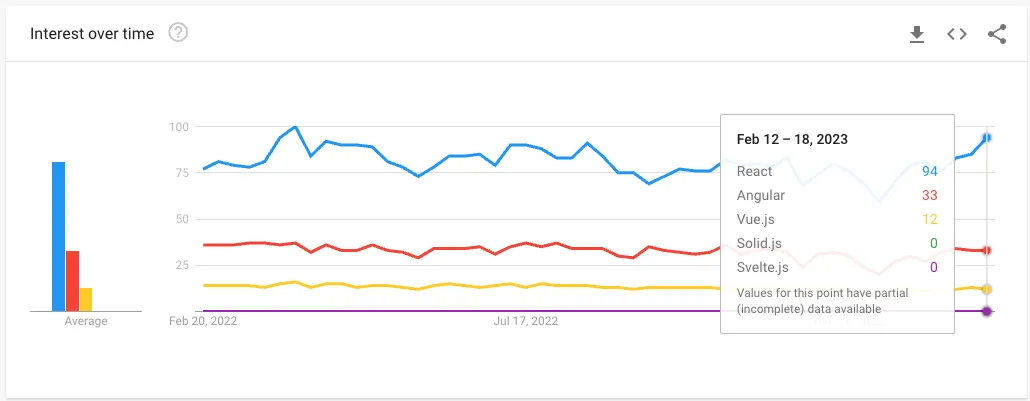 Interest over time
?
100
75
50
25
Average
Feb 20, 2022
Jul 17, 2022
Feb 12 – 18, 2023
React 94
Angular 33
Vue.js 12
Solid.js 0
Svelte.js 0
Values for this point have partial
(incomplete) data available